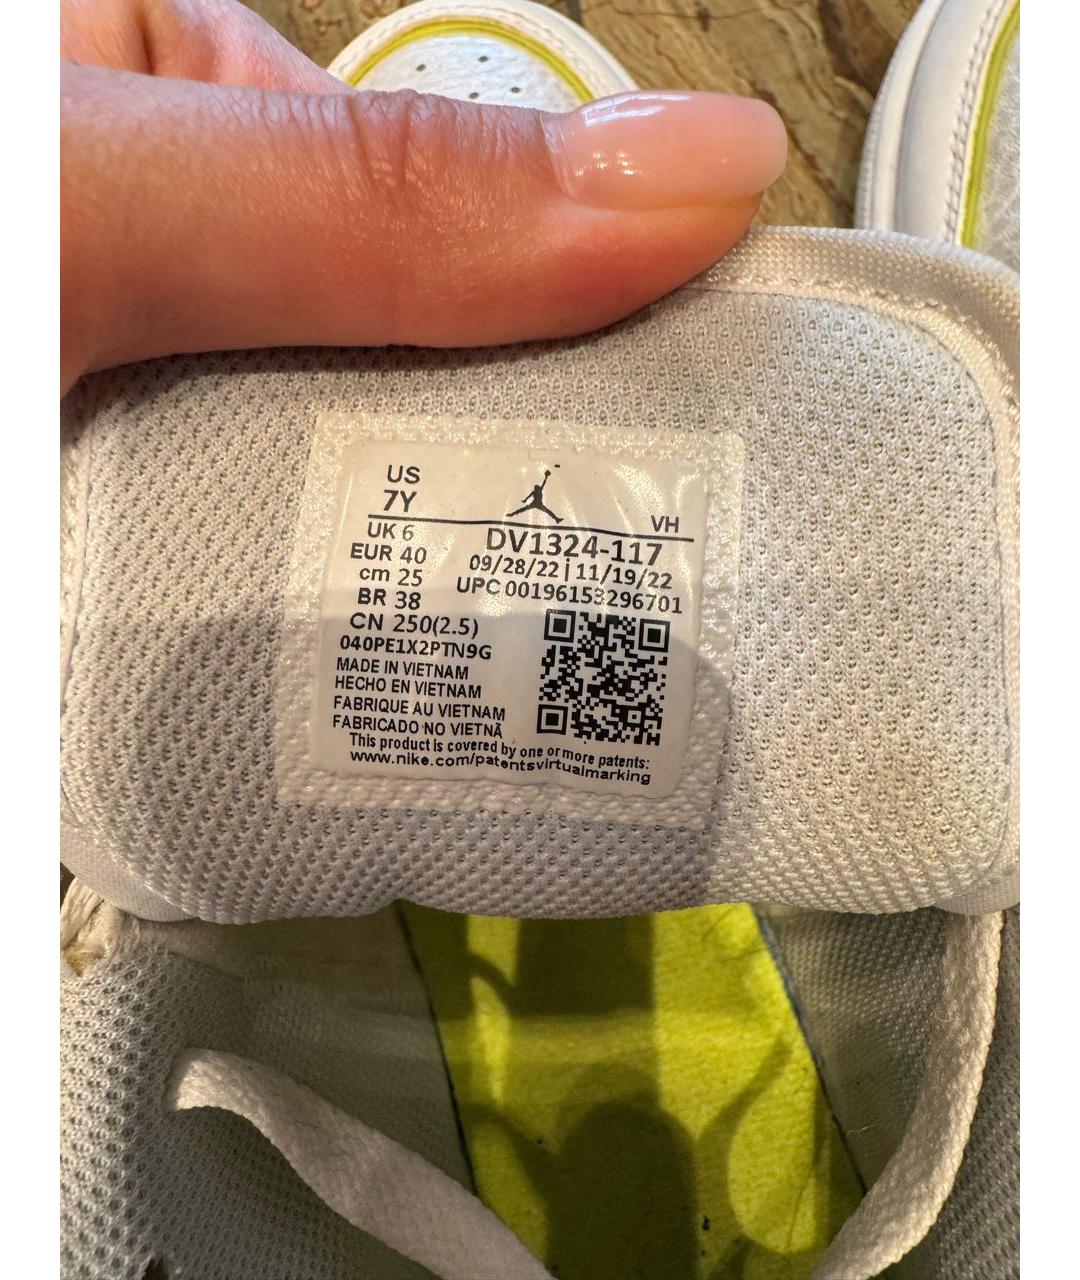 US
7Y
VH
UK 6
EUR 40
cm 25
BR 38
CN 250(2.5)
DV1324-117
09/28/22 | 11/19/22
UPC 00196153296701
040PE1X2PTN9G
MADE IN VIETNAM
HECHO EN VIETNAM
FABRIQUE AU VIETNAM
FABRICADO NO VIETNÃ
This product is covered by one or more patents:
www.nike.com/patentsvirtualmarking